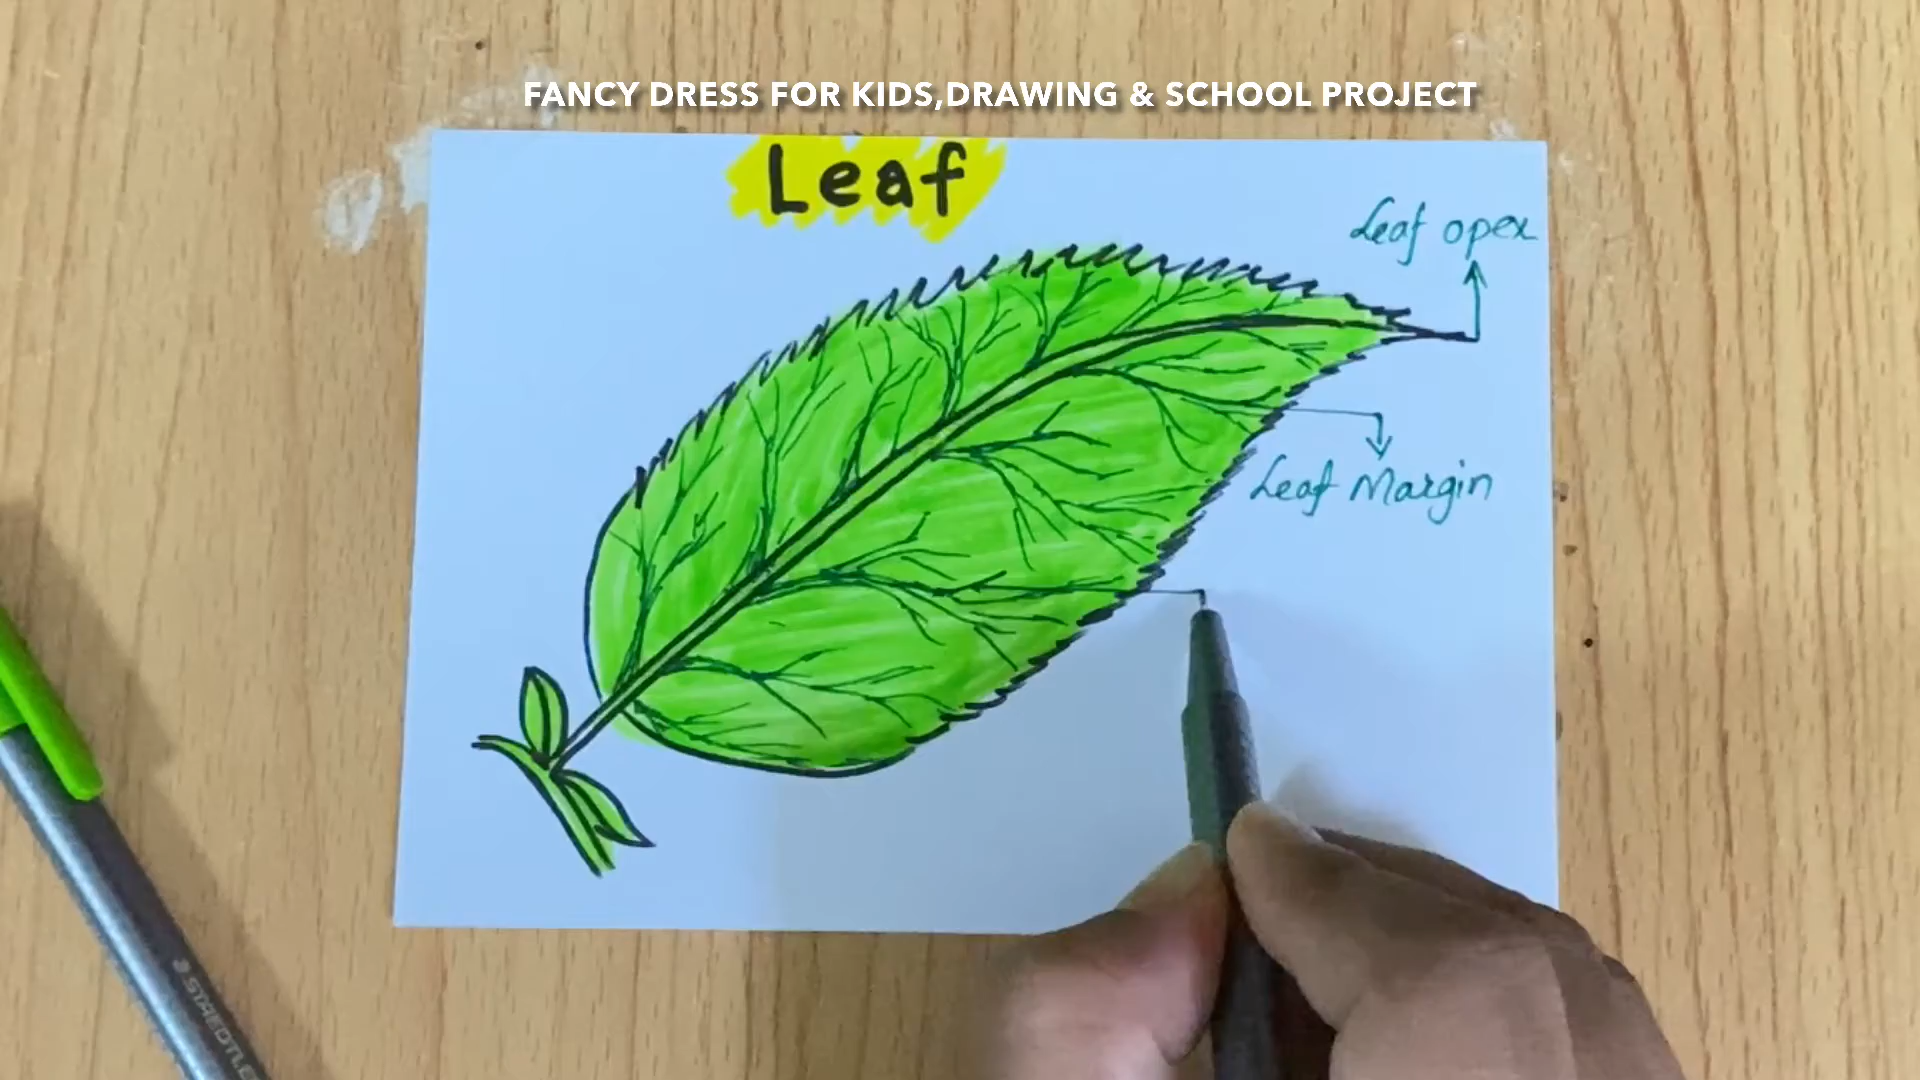 FANCY DRESS FOR KIDS,DRAWING & SCHOOL PROJECT
Leaf
Leaf opex
Leaf Margin
STAEDTLER